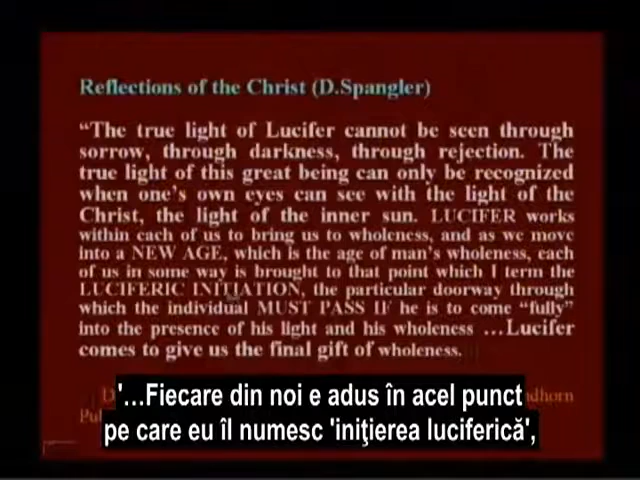 Reflections of the Christ (D.Spangler)
“The true light of Lucifer cannot be seen through
sorrow, through darkness, through rejection. The
true light of this great being can only be recognized
when one’s own eyes can see with the light of the
Christ, the light of the inner sun. LUCIFER works
within each of us to bring us to wholeness, and as we move
into a NEW AGE, which is the age of man’s wholeness, each
of us in some way is brought to that point which I term the
LUCIFERIC INITIATION, the particular doorway through
which the individual MUST PASS IF he is to come “fully”
into the presence of his light and his wholeness ...Lucifer
comes to give us the final gift of wholeness.
'...Fiecare din noi e adus în acel punct
pe care eu îl numesc 'iniţierea luciferică',